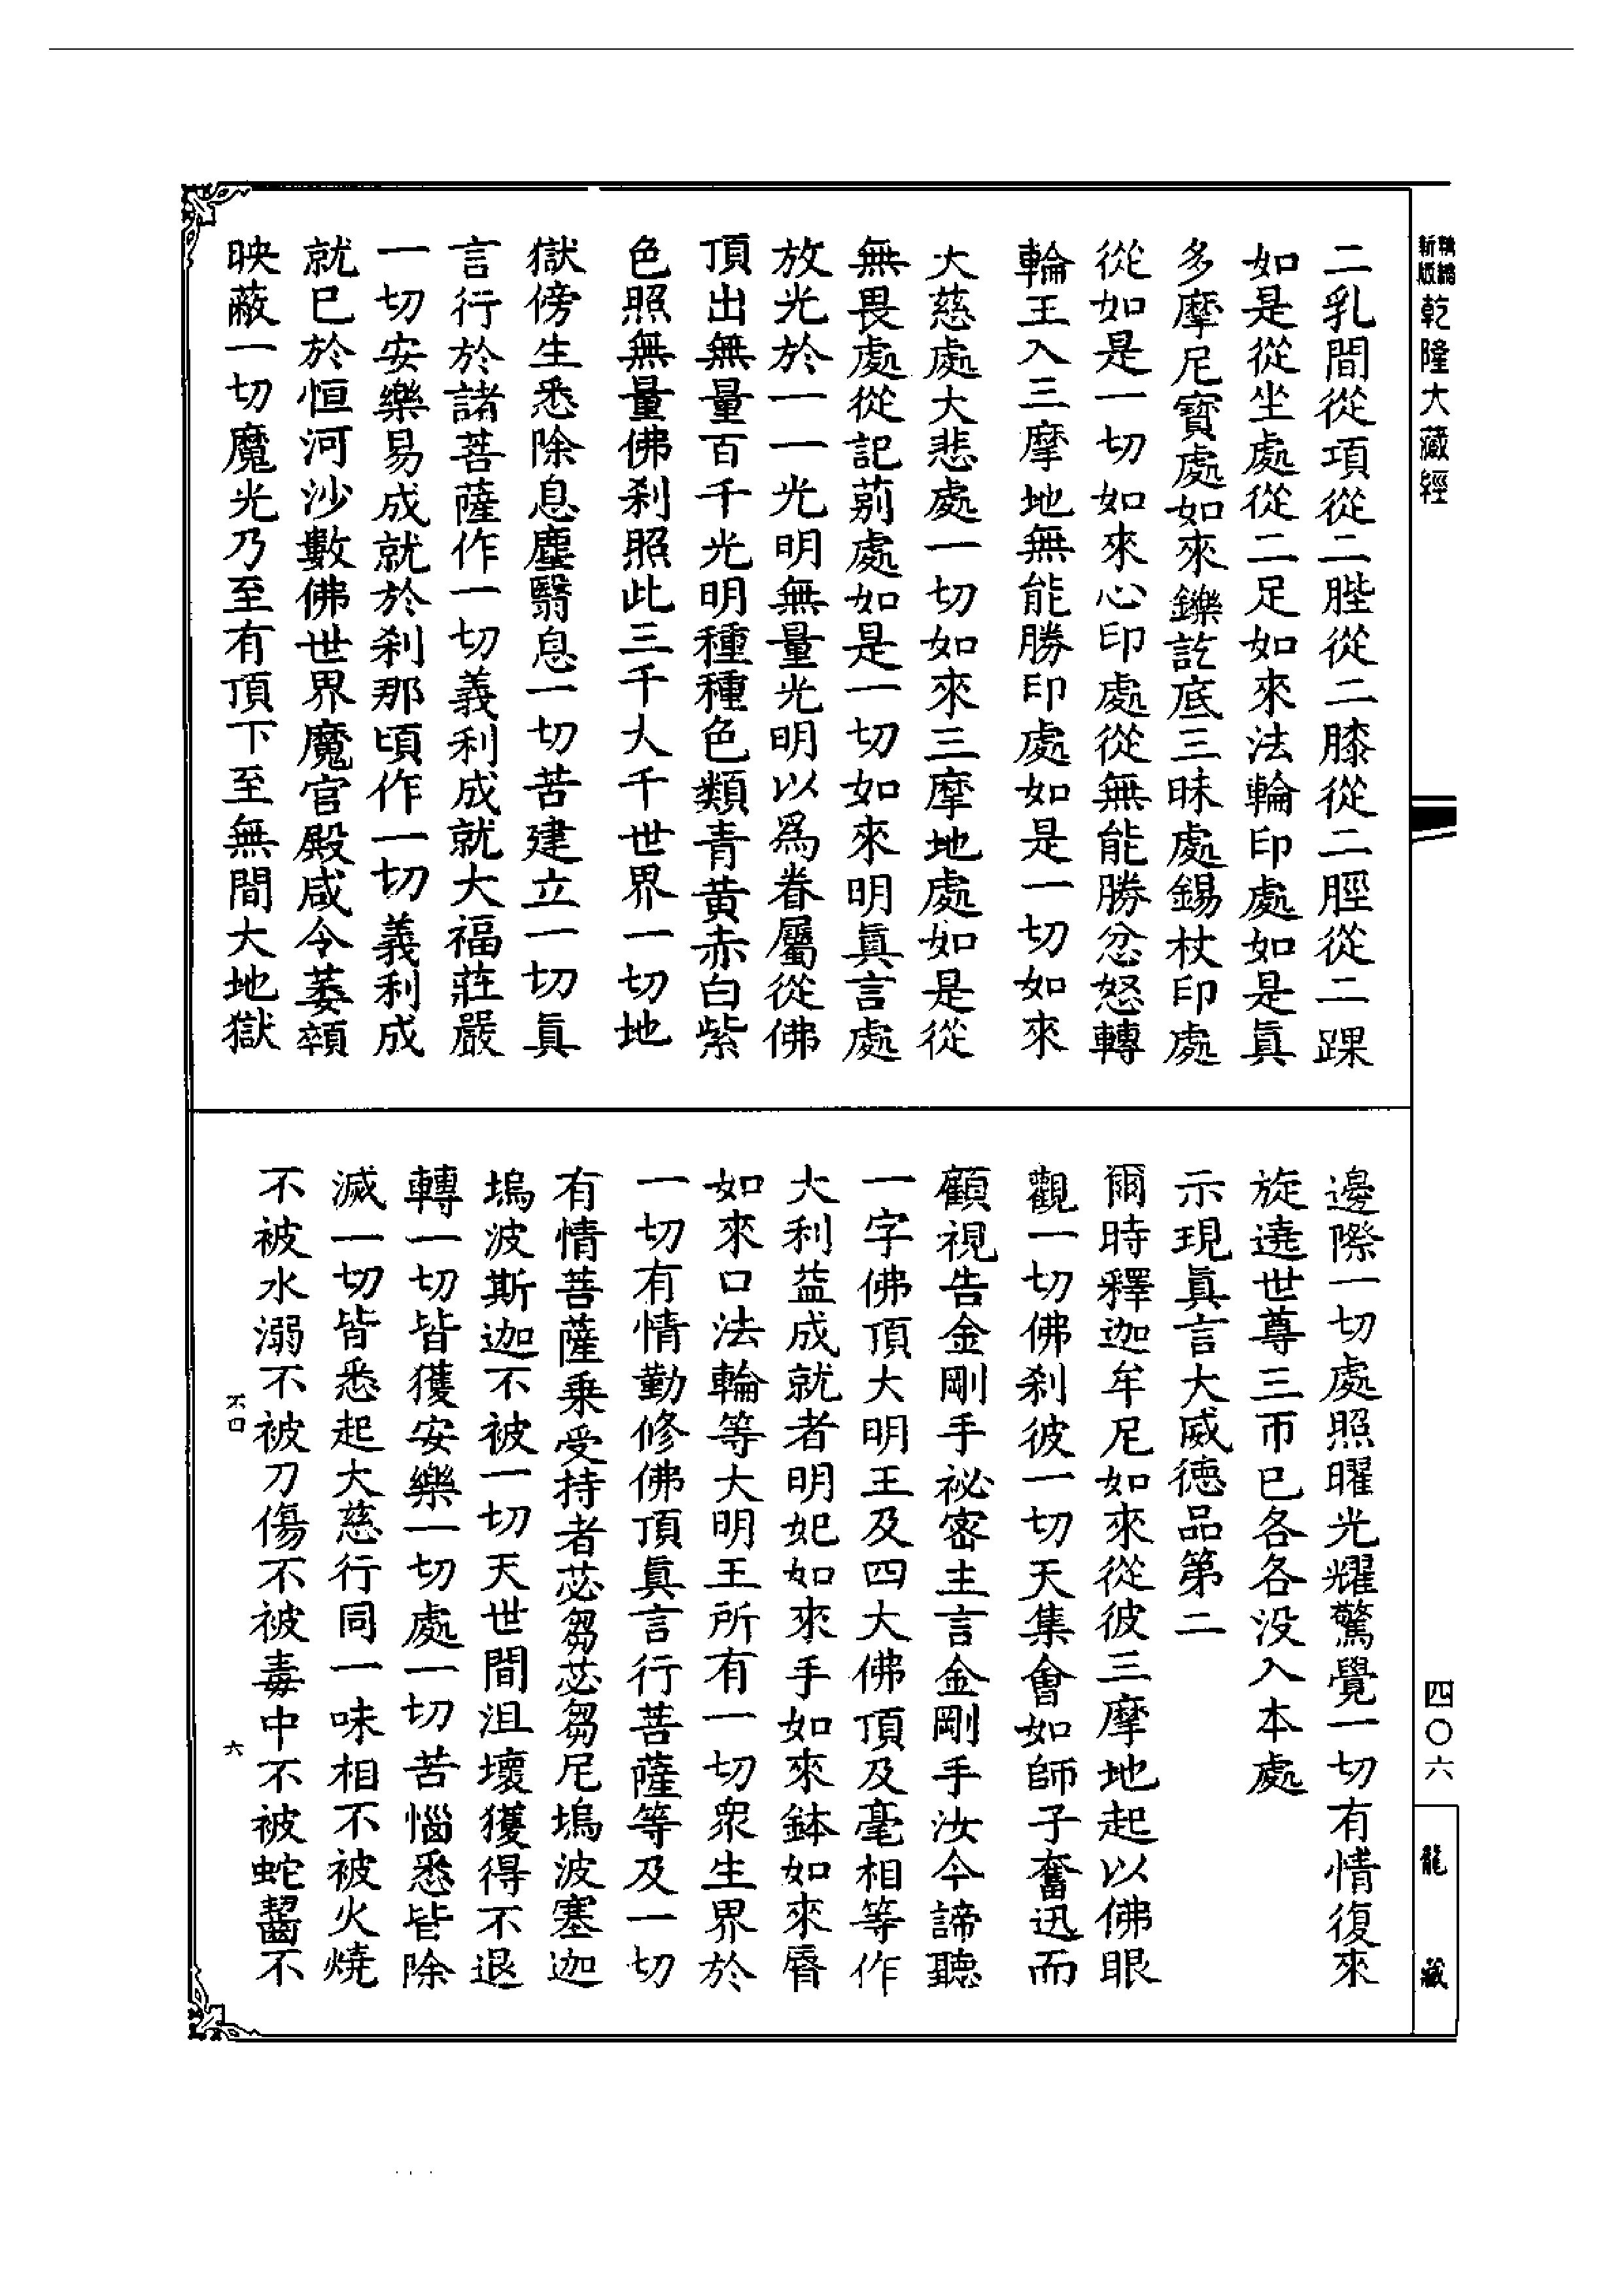 新編
新版
乾隆大藏經
二乳間從項從二䏶從二膝從二脛從二踝
如是從坐處從二足如來法輪印處如是眞
多摩尼寶處如來鑠訖底三昧處錫杖印處
從如是一切如來心印處從無能勝忿怒轉
輪王入三摩地無能勝印處如是一切如來
大慈處大悲處一切如來三摩地處如是從
無畏處從記莂處如是一切如來明眞言處
放光於一一光明無量光明以爲眷屬從佛
頂出無量百千光明種種色類青黄赤白紫
色照無量佛刹照此三千大千世界一切地
獄傍生悉除息塵翳息一切苦建立一切眞
言行於諸菩薩作一切義利成就大福莊嚴
一切安樂易成就於刹那頃作一切義利成
就已於恒河沙數佛世界魔宮殿咸令萎顇
映蔽一切魔光乃至有頂下至無間大地獄
邊際一切處照曜光耀驚覺一切有情復來
旋遶世尊三帀已各各没入本處
示現眞言大威德品第二
爾時釋迦牟尼如來從彼三摩地起以佛眼
觀一切佛刹彼一切天集會如師子奮迅而
顧視告金剛手祕密主言金剛手汝今諦聽
一字佛頂大明王及四大佛頂及毫相等作
大利益成就者明妃如來手如來鉢如來脣
如來口法輪等大明王所有一切衆生界於
一切有情勤修佛頂眞言行菩薩等及一切
有情菩薩乗受持者苾芻苾芻尼塢波塞迦
塢波斯迦不被一切天世間沮壞獲得不退
轉一切皆獲安樂一切處一切苦惱悉皆除
滅一切皆悉起大慈行同一味相不被火燒
不被水溺不被刀傷不被毒中不被蛇齧不
不口
六
四〇六
龍藏